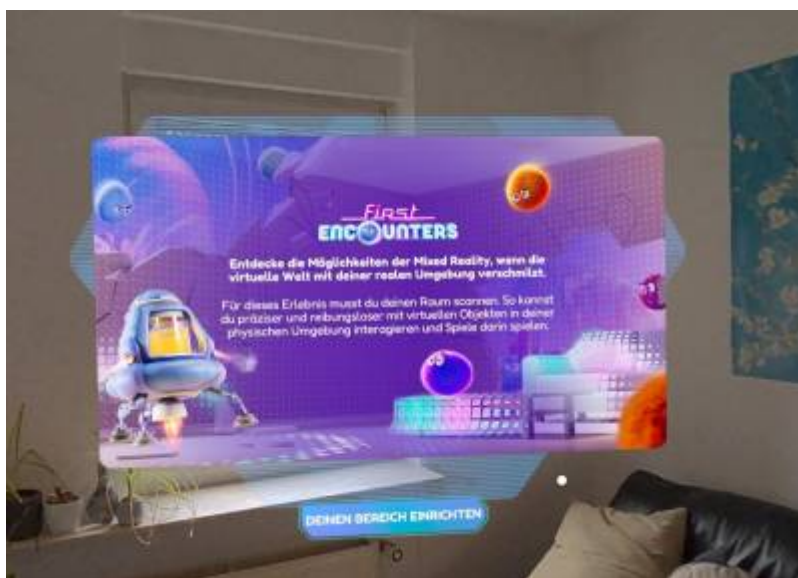 First
ENCOUNTERS
Entdecke die Möglichkeiten der Mixed Reality, wenn die
virtuelle Welt mit deiner realen Umgebung verschmilzt.
Für dieses Erlebnis musst du deinen Raum scannen. So kannst
du präziser und reibungsloser mit virtuellen Objekten in deiner
physischen Umgebung interagieren und Spiele darin spielen.
DEINEN BEREICH EINRICHTEN